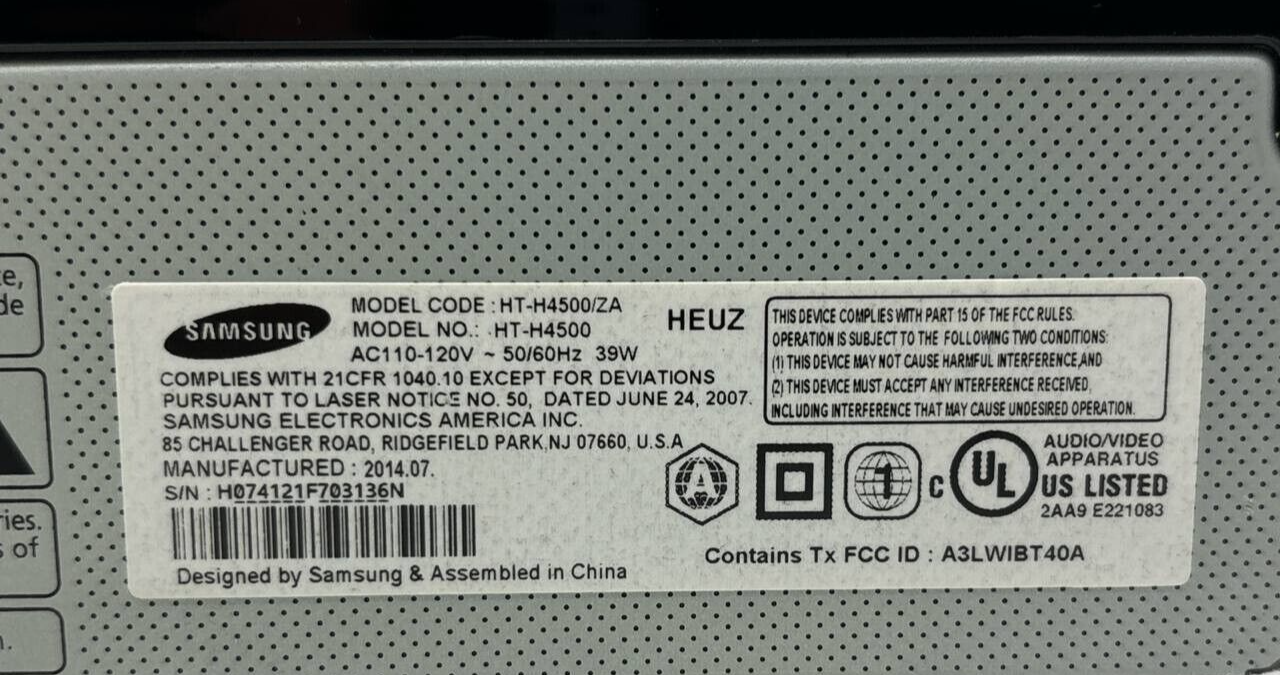 e,
de
ries.
s of
n.
SAMSUNG
MODEL CODE : HT-H4500/ZA
MODEL NO.: HT-H4500
AC110-120V ~ 50/60Hz 39W
HEUZ
COMPLIES WITH 21CFR 1040.10 EXCEPT FOR DEVIATIONS
PURSUANT TO LASER NOTICE NO. 50, DATED JUNE 24, 2007.
SAMSUNG ELECTRONICS AMERICA INC.
85 CHALLENGER ROAD, RIDGEFIELD PARK,NJ 07660, U.S.A
MANUFACTURED : 2014.07.
S/N : H074121F703136N
Designed by Samsung & Assembled in China
THIS DEVICE COMPLIES WITH PART 15 OF THE FCC RULES.
OPERATION IS SUBJECT TO THE FOLLOWING TWO CONDITIONS:
(1) THIS DEVICE MAY NOT CAUSE HARMFUL INTERFERENCE,AND
(2) THIS DEVICE MUST ACCEPT ANY INTERFERENCE RECEIVED,
INCLUDING INTERFERENCE THAT MAY CAUSE UNDESIRED OPERATION.
A
1
C UL US LISTED
AUDIO/VIDEO
APPARATUS
2AA9 E221083
Contains Tx FCC ID : A3LWIBT40A